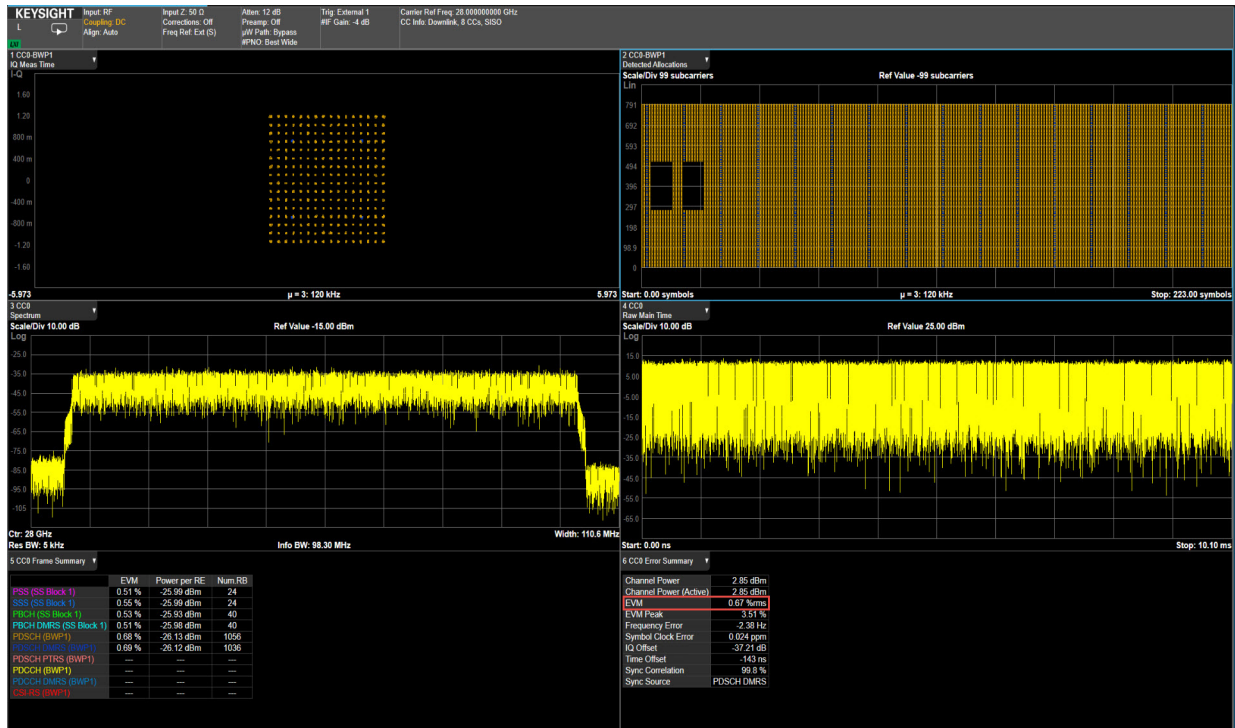 KEYSIGHT
L
Input: RF
Coupling: DC
Align: Auto
Input Z: 50 Ω
Corrections: Off
Freq Ref: Ext (S)
Atten: 12 dB
Preamp: Off
µW Path: Bypass
#PNO: Best Wide
Trig: External 1
#IF Gain: -4 dB
Carrier Ref Freq: 28.000000000 GHz
CC Info: Downlink, 8 CCs, SISO
1 CC0-BWP1
IQ Meas Time
I-Q
1.60
1.20
800 m
400 m
0
-400 m
-800 m
-1.20
-1.60
-5.973
µ = 3: 120 kHz
5.973
2 CC0-BWP1
Detected Allocations
Scale/Div 99 subcarriers
Ref Value -99 subcarriers
Lin
791
692
593
494
396
297
198
98.9
0
Start: 0.00 symbols
µ = 3: 120 kHz
Stop: 223.00 symbols
3 CC0
Spectrum
Scale/Div 10.00 dB
Ref Value -15.00 dBm
Log
-25.0
-35.0
-45.0
-55.0
-65.0
-75.0
-85.0
-95.0
-105
Ctr: 28 GHz
Width: 110.6 MHz
Res BW: 5 kHz
Info BW: 98.30 MHz
4 CC0
Raw Main Time
Scale/Div 10.00 dB
Ref Value 25.00 dBm
Log
15.0
5.00
-5.00
-15.0
-25.0
-35.0
-45.0
-55.0
-65.0
Start: 0.00 ns
Stop: 10.10 ms
5 CC0 Frame Summary
EVM Power per RE Num.RB
PSS (SS Block 1) 0.51 % -25.99 dBm 24
SSS (SS Block 1) 0.55 % -25.99 dBm 24
PBCH (SS Block 1) 0.53 % -25.93 dBm 40
PBCH DMRS (SS Block 1) 0.51 % -25.98 dBm 40
PDSCH (BWP1) 0.68 % -26.13 dBm 1056
PDSCH DMRS (BWP1) 0.69 % -26.12 dBm 1036
PDSCH PTRS (BWP1) --- --- ---
PDCCH (BWP1) --- --- ---
PDCCH DMRS (BWP1) --- --- ---
CSI-RS (BWP1) --- --- ---
6 CC0 Error Summary
Channel Power 2.85 dBm
Channel Power (Active) 2.85 dBm
EVM 0.67 %rms
EVM Peak 3.51 %
Frequency Error -2.38 Hz
Symbol Clock Error 0.024 ppm
IQ Offset -37.21 dB
Time Offset -143 ns
Sync Correlation 99.8 %
Sync Source PDSCH DMRS